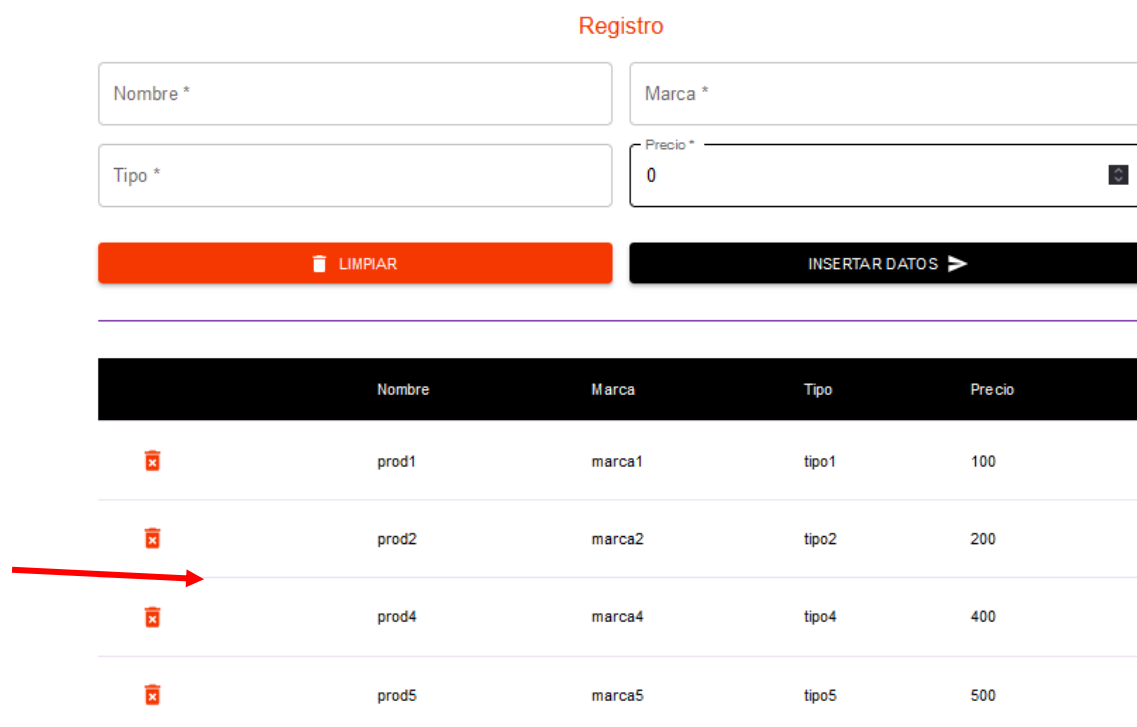 Registro
Nombre * Marca *
Precio *
Tipo * 0
LIMPIAR INSERTAR DATOS
Nombre Marca Tipo Precio
prod1 marca1 tipo1 100
prod2 marca2 tipo2 200
prod4 marca4 tipo4 400
prod5 marca5 tipo5 500